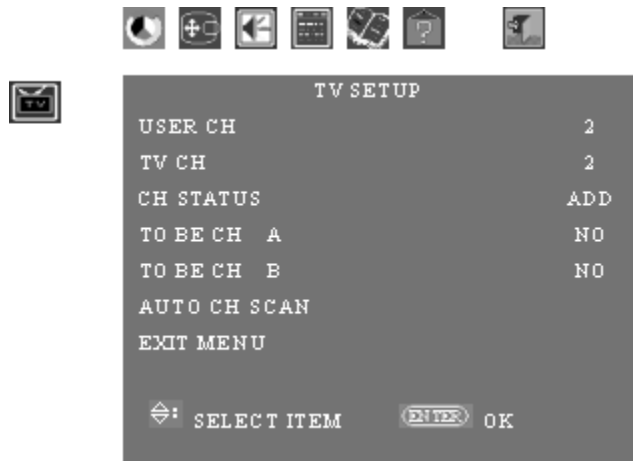 TV
TV SETUP
USER CH 2
TV CH 2
CH STATUS ADD
TO BE CH A NO
TO BE CH B NO
AUTO CH SCAN
EXIT MENU
: SELECT ITEM ENTER OK